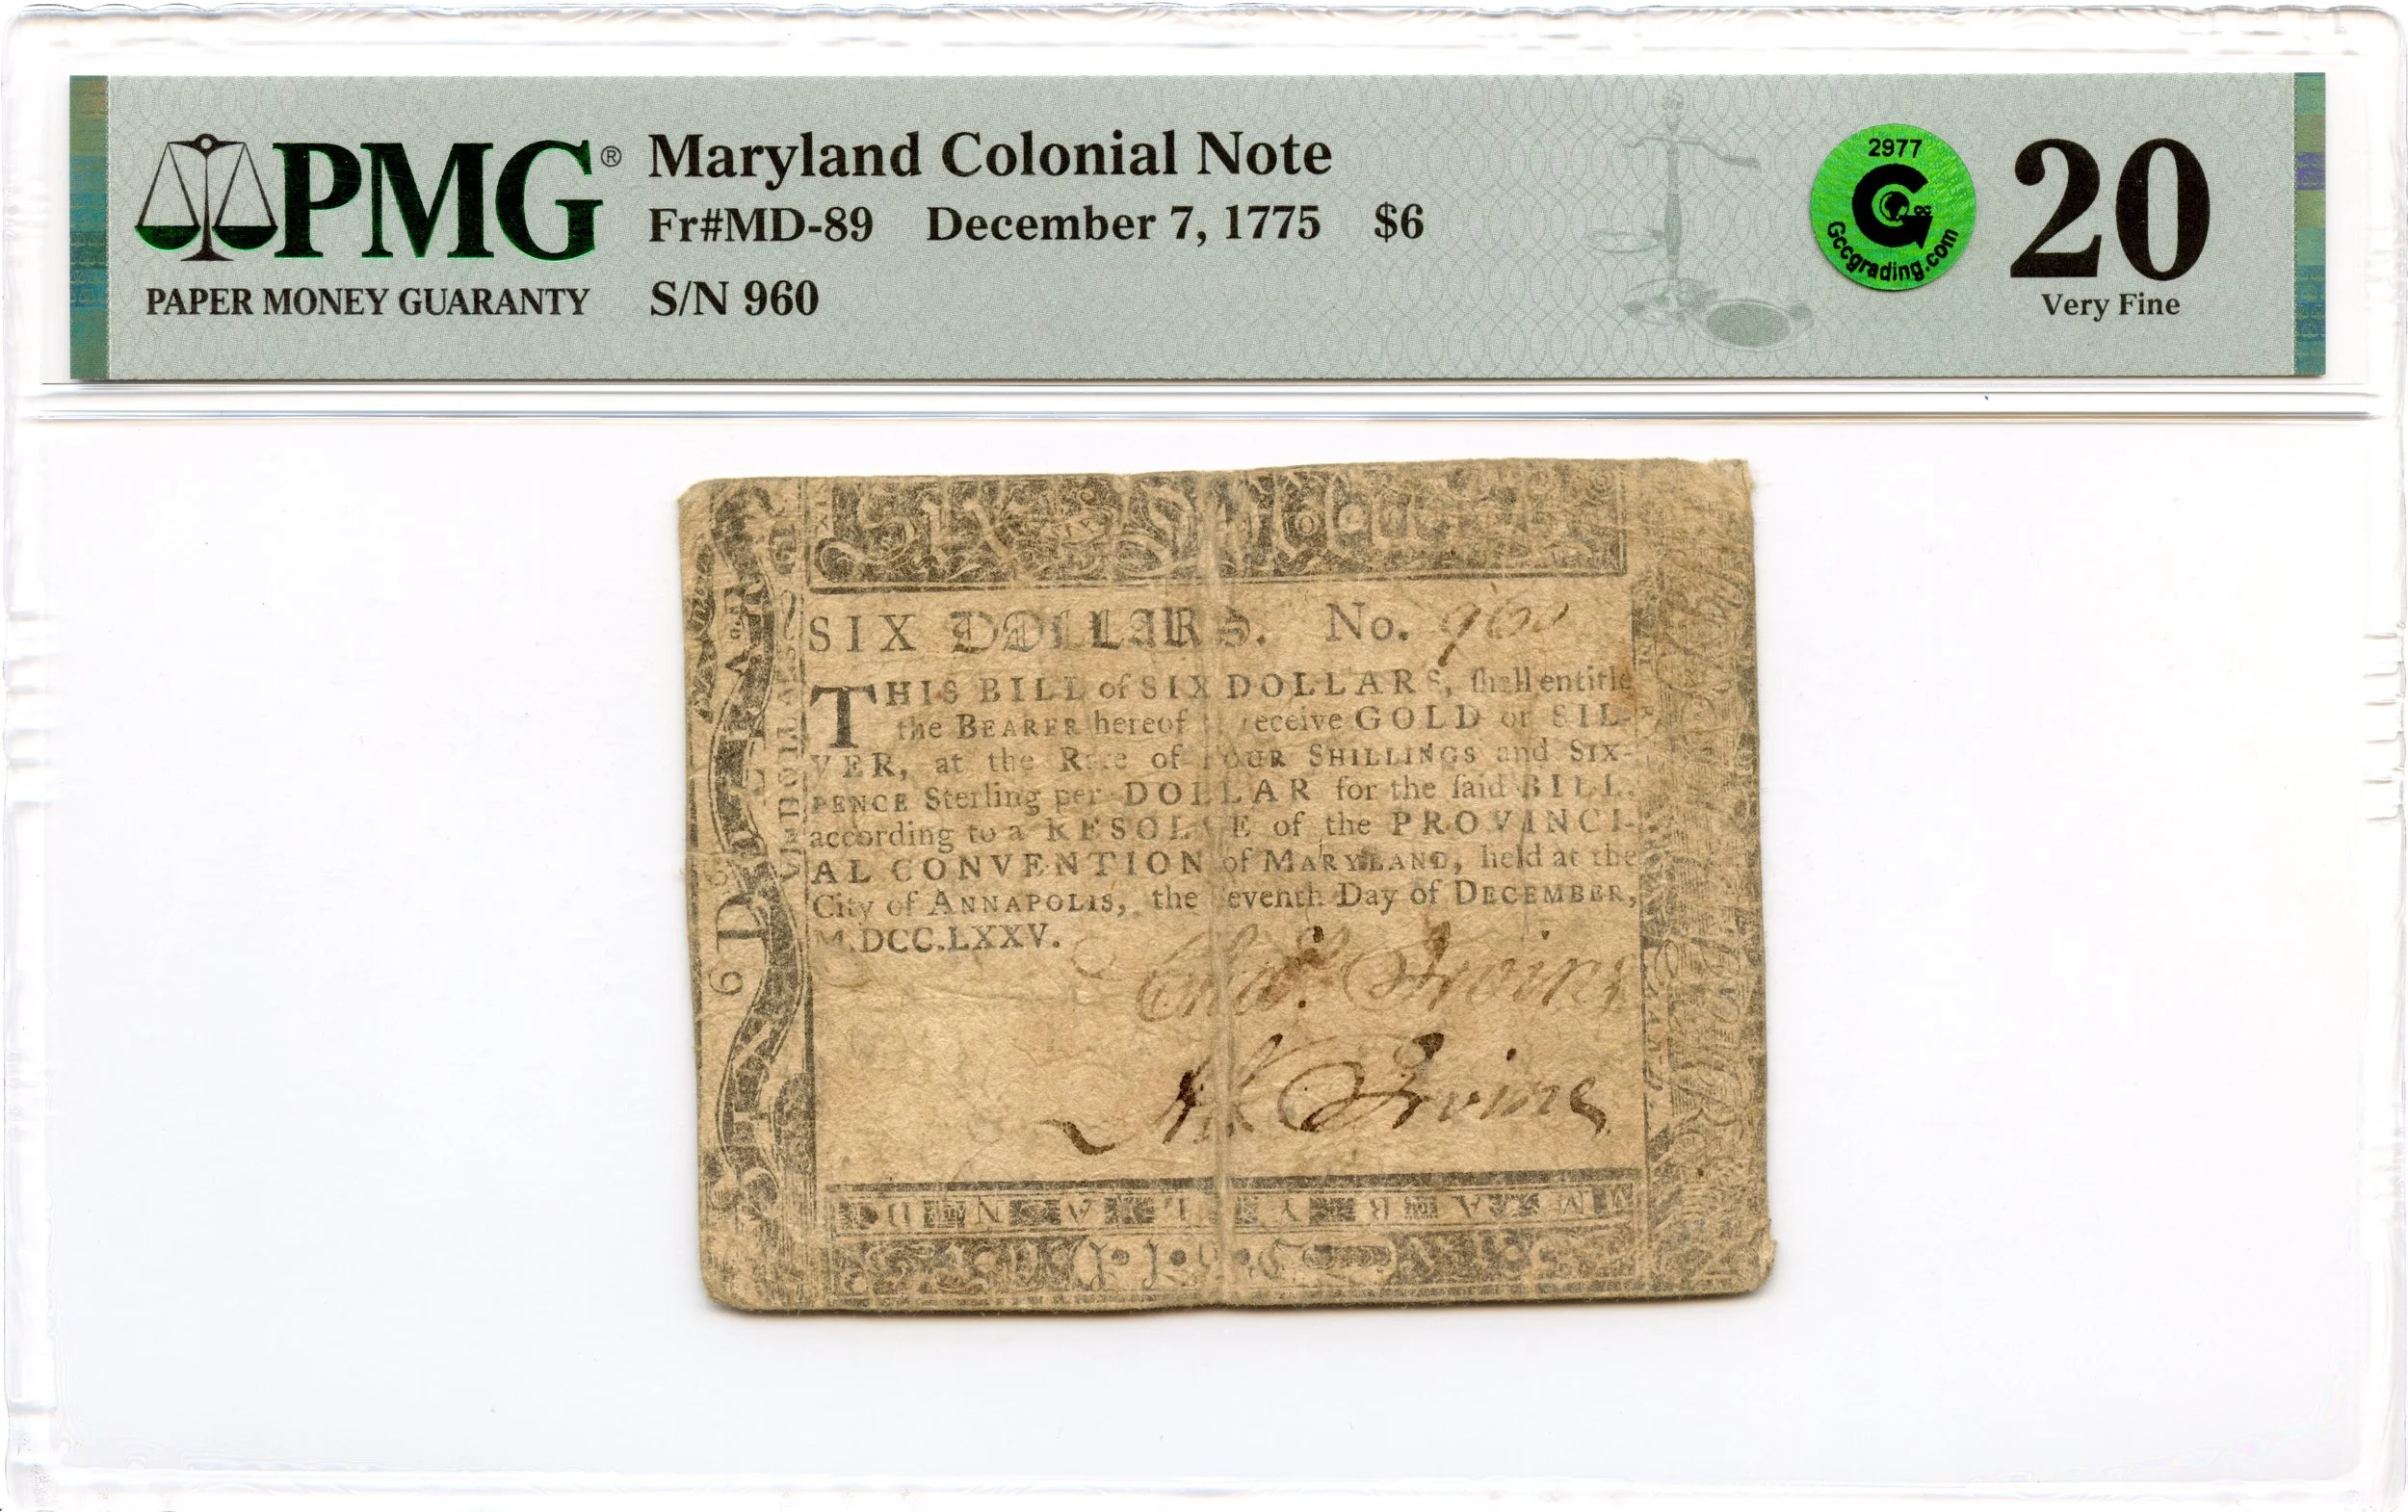 PMG®
PAPER MONEY GUARANTY
Maryland Colonial Note
Fr#MD-89 December 7, 1775 $6
S/N 960
2977
Gccgrading.com
20
Very Fine
SIX DOLLARS. No. 960
THIS BILL of SIX DOLLARS, shall entitle
the BEARER hereof receive GOLD or SIL-
VER, at the Rate of FOUR SHILLINGS and SIX-
PENCE Sterling per DOLLAR for the said BILL,
according to a RESOLVE of the PROVINCI-
AL CONVENTION of MARYLAND, held at the
City of ANNAPOLIS, the seventh Day of DECEMBER,
M.DCC.LXXV.
Irvine
Irvine
MARYLAND